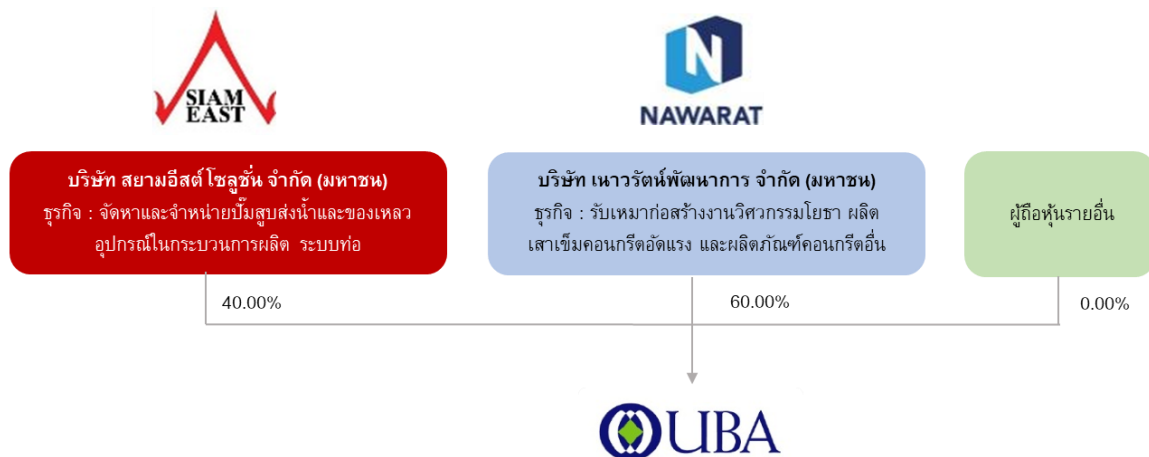 SIAM
EAST
NAWARAT
บริษัท สยามอีสต์ โซลูชั่น จำกัด (มหาชน)
ธุรกิจ : จัดหาและจำหน่ายปั๊มสูบส่งน้ำและของเหลว
อุปกรณ์ในกระบวนการผลิต ระบบท่อ
บริษัท เนาวรัตน์พัฒนาการ จำกัด (มหาชน)
ธุรกิจ : รับเหมาก่อสร้างงานวิศวกรรมโยธา ผลิต
เสาเข็มคอนกรีตอัดแรง และผลิตภัณฑ์คอนกรีตอื่น
ผู้ถือหุ้นรายอื่น
40.00%
60.00%
0.00%
UBA